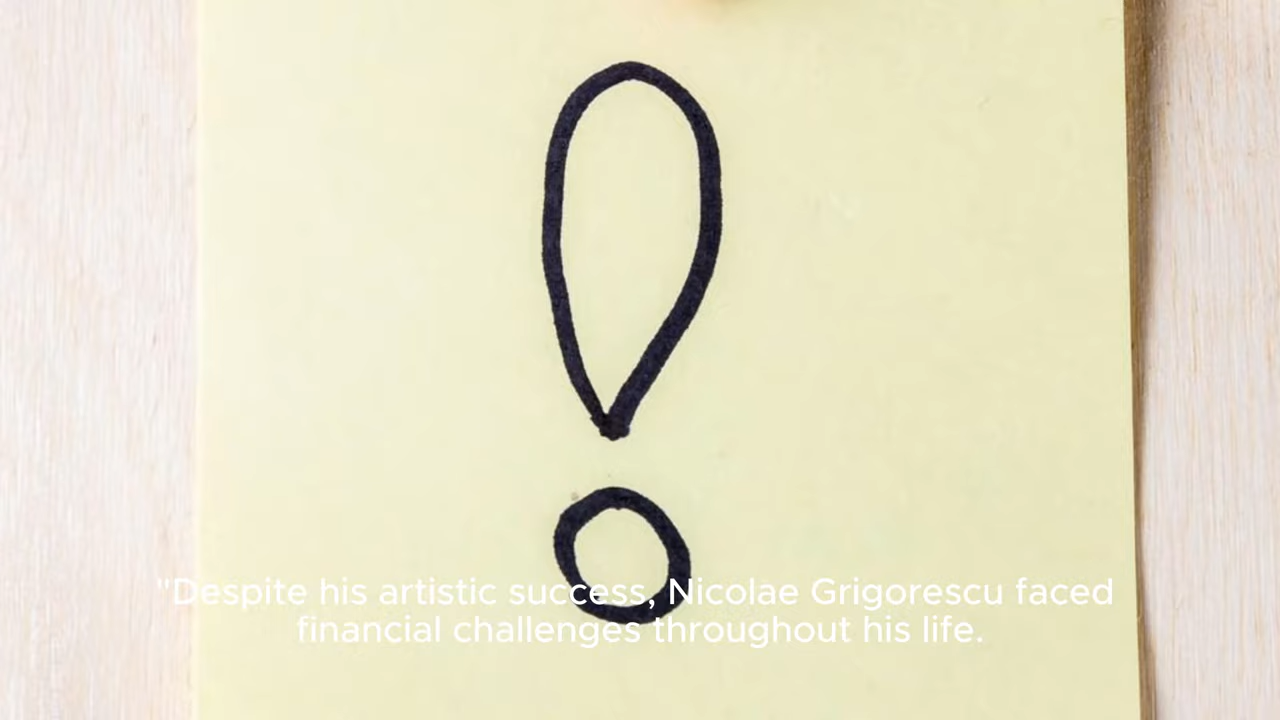 !
"Despite his artistic success, Nicolae Grigorescu faced
financial challenges throughout his life.